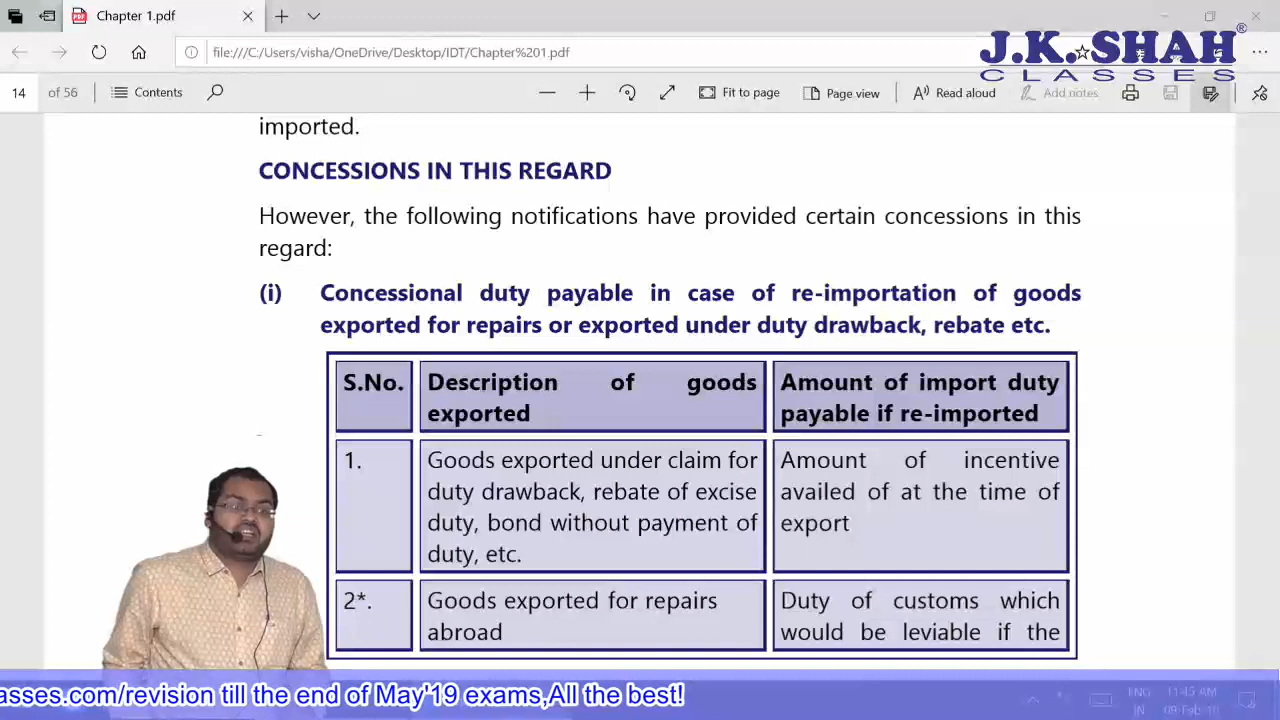 Chapter 1.pdf
file:///C:/Users/visha/OneDrive/Desktop/IDT/Chapter%201.pdf
J.K.SHAH®
CLASSES
14 of 56
Contents
Fit to page
Page view
Read aloud
Add notes
imported.
CONCESSIONS IN THIS REGARD
However, the following notifications have provided certain concessions in this
regard:
(i) Concessional duty payable in case of re-importation of goods
exported for repairs or exported under duty drawback, rebate etc.
S.No.
Description of goods
exported
Amount of import duty
payable if re-imported
1.
Goods exported under claim for
duty drawback, rebate of excise
duty, bond without payment of
duty, etc.
Amount of incentive
availed of at the time of
export
2*.
Goods exported for repairs
abroad
Duty of customs which
would be leviable if the
asses.com/revision till the end of May'19 exams,All the best!
ENG
IN
11:45 AM